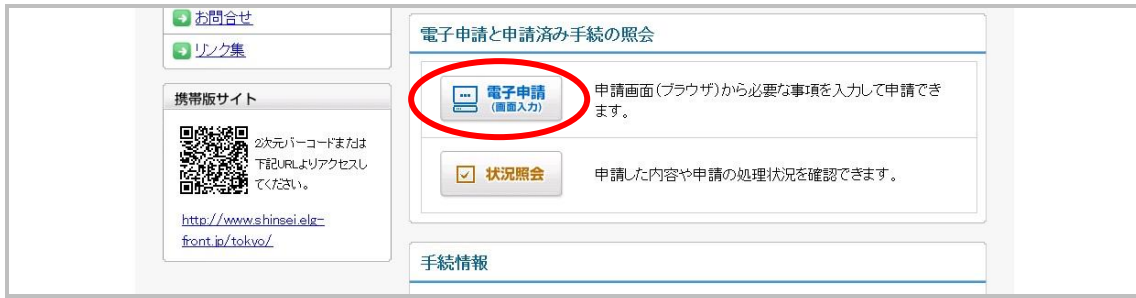 お問合せ
リンク集
携帯版サイト
2次元バーコードまたは
下記URLよりアクセスし
てください。
http://www.shinsei.elg-
front.jp/tokyo/
電子申請と申請済み手続の照会
電子申請
(画面入力)
申請画面(ブラウザ)から必要な事項を入力して申請でき
ます。
状況照会
申請した内容や申請の処理状況を確認できます。
手続情報